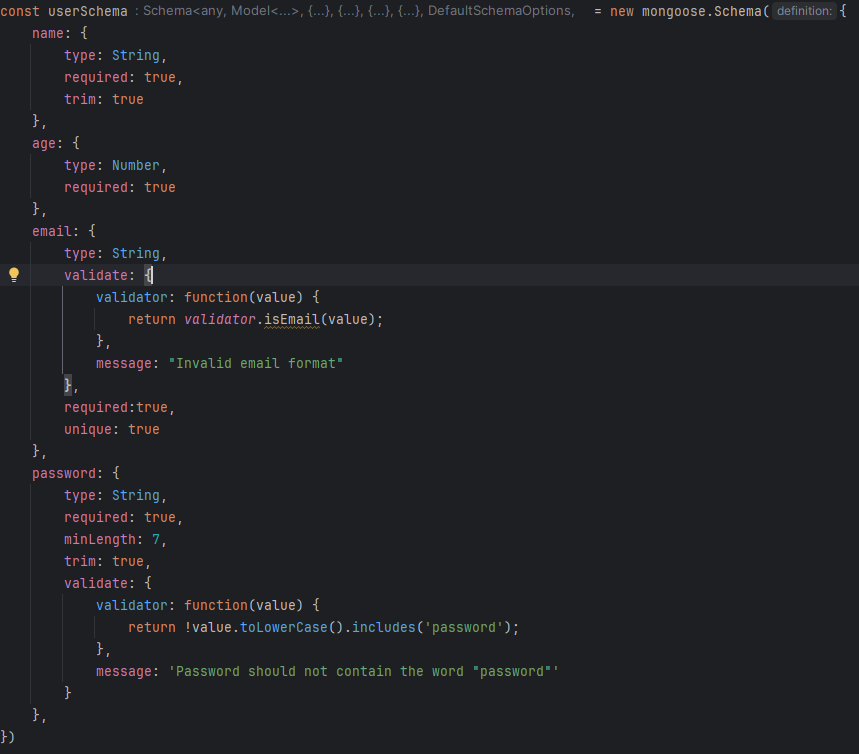 const userSchema : Schema<any, Model<...>, {...}, {...}, {...}, {...}, DefaultSchemaOptions, = new mongoose.Schema( definition: {
    name: {
        type: String,
        required: true,
        trim: true
    },
    age: {
        type: Number,
        required: true
    },
    email: {
        type: String,
        validate: {
            validator: function(value) {
                return validator.isEmail(value);
            },
            message: "Invalid email format"
        },
        required:true,
        unique: true
    },
    password: {
        type: String,
        required: true,
        minLength: 7,
        trim: true,
        validate: {
            validator: function(value) {
                return !value.toLowerCase().includes('password');
            },
            message: 'Password should not contain the word "password"'
        }
    },
})